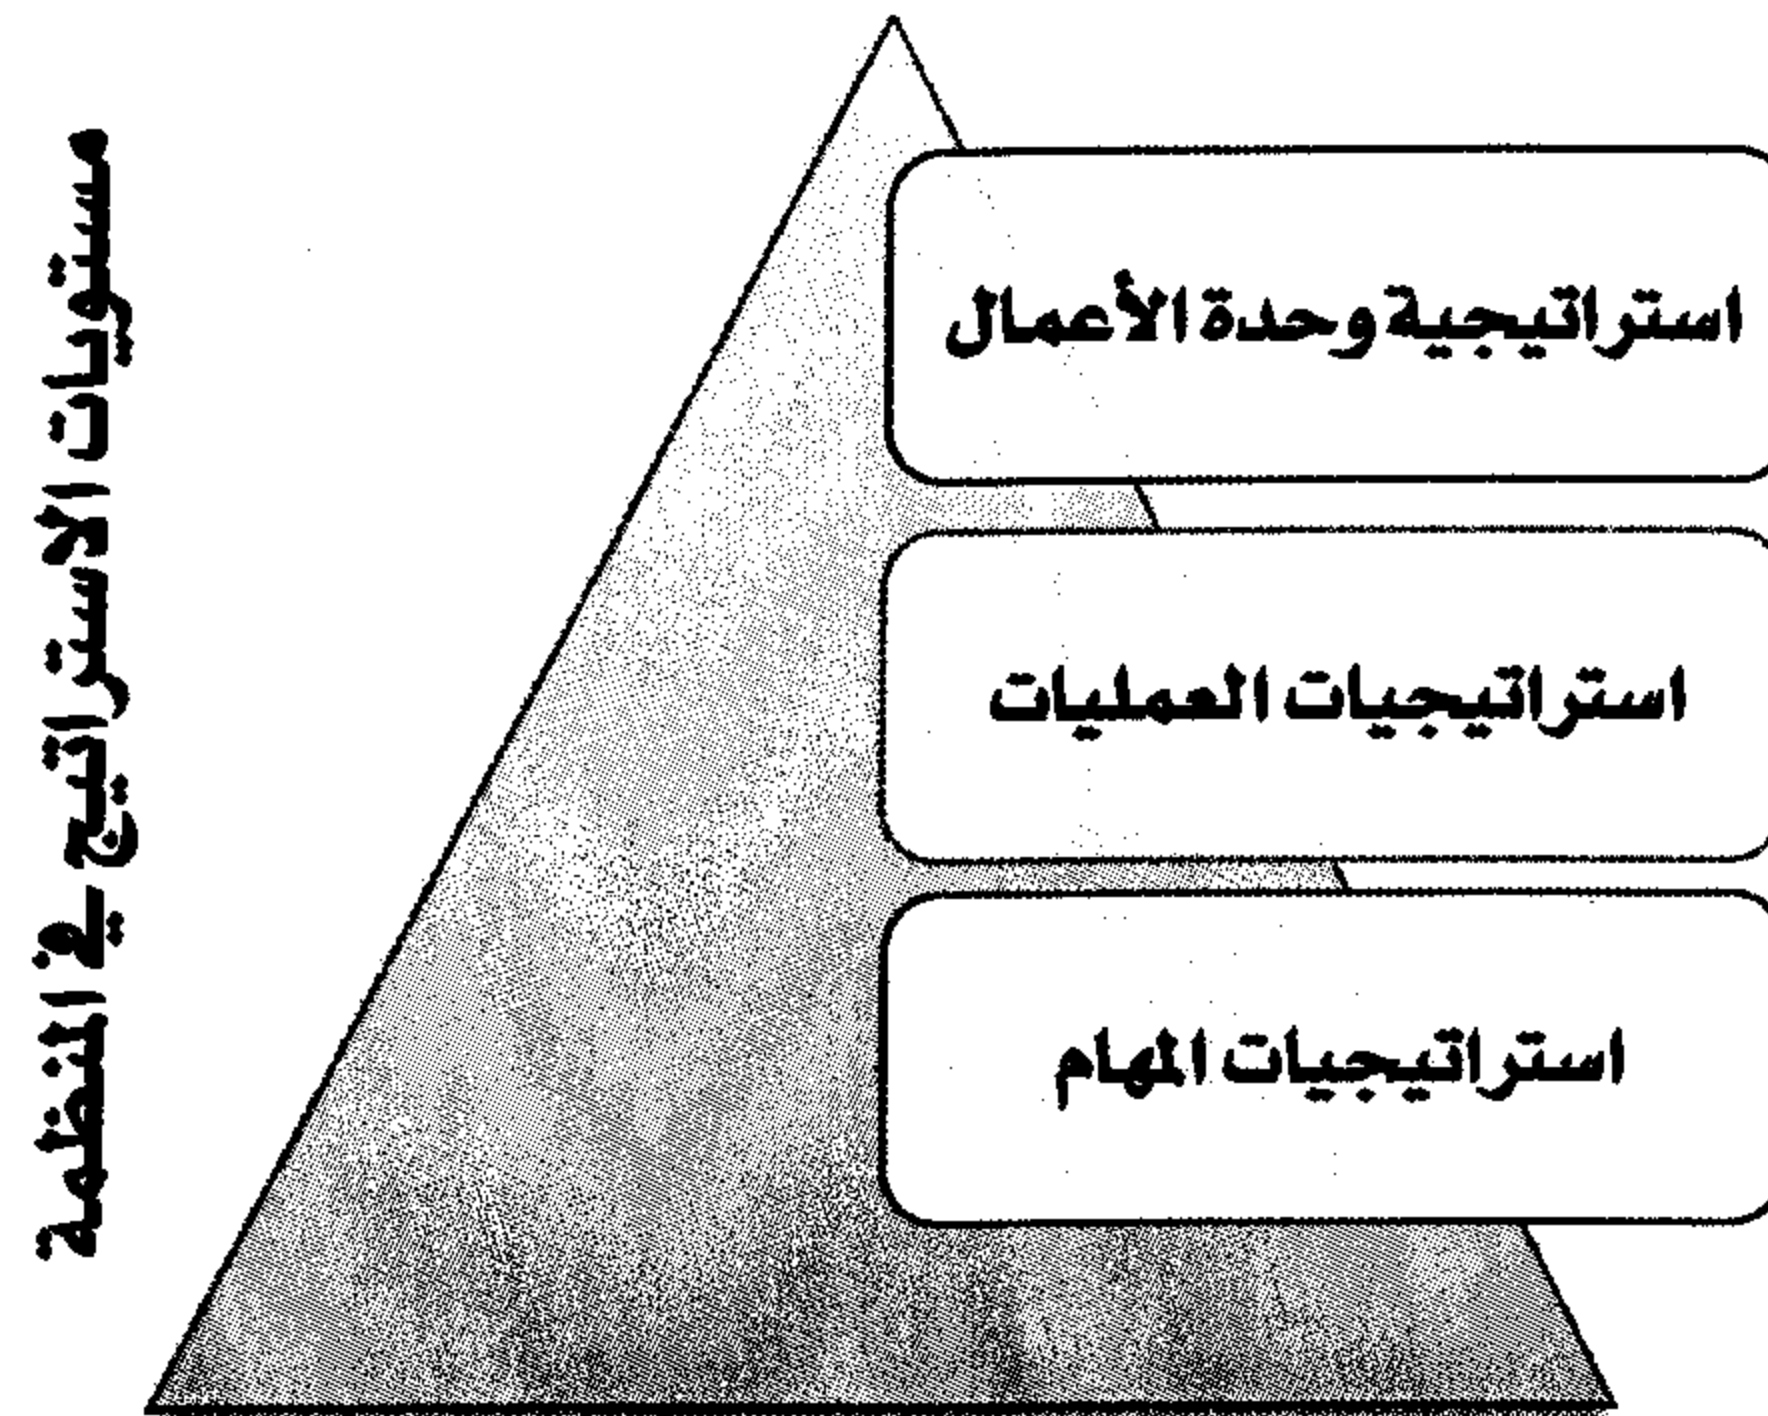 مستويات الاستراتيج في المنظمة
استراتيجية وحدة الأعمال
استراتيجيات العمليات
استراتيجيات المهام